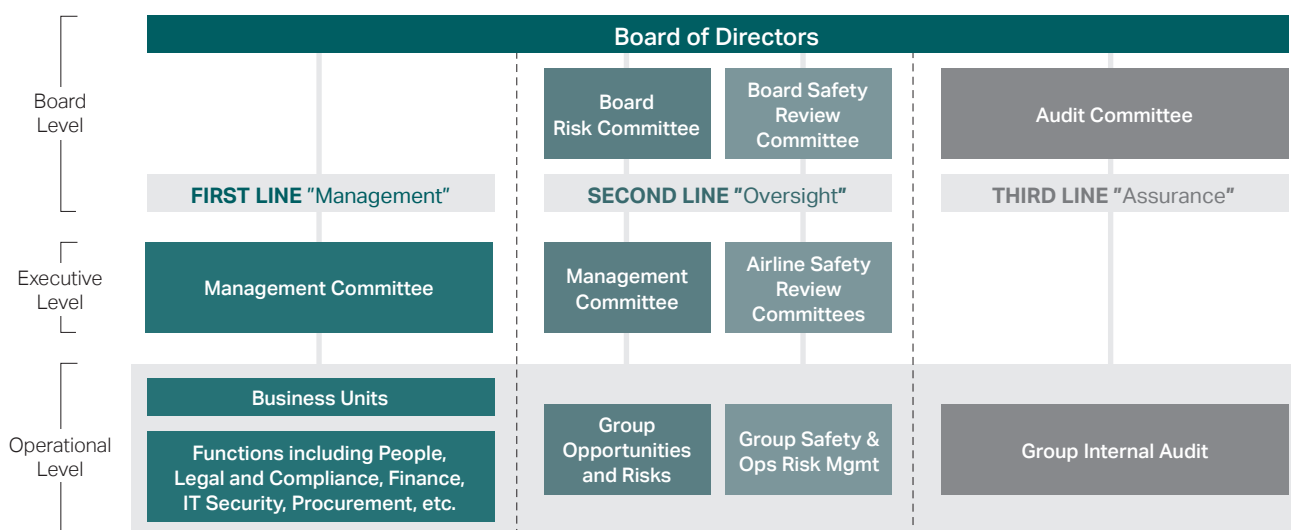 Board of Directors
Board
Level
Board
Risk Committee
Board Safety
Review
Committee
Audit Committee
FIRST LINE "Management"
SECOND LINE "Oversight"
THIRD LINE "Assurance"
Executive
Level
Management Committee
Management
Committee
Airline Safety
Review
Committees
Operational
Level
Business Units
Functions including People,
Legal and Compliance, Finance,
IT Security, Procurement, etc.
Group
Opportunities
and Risks
Group Safety &
Ops Risk Mgmt
Group Internal Audit